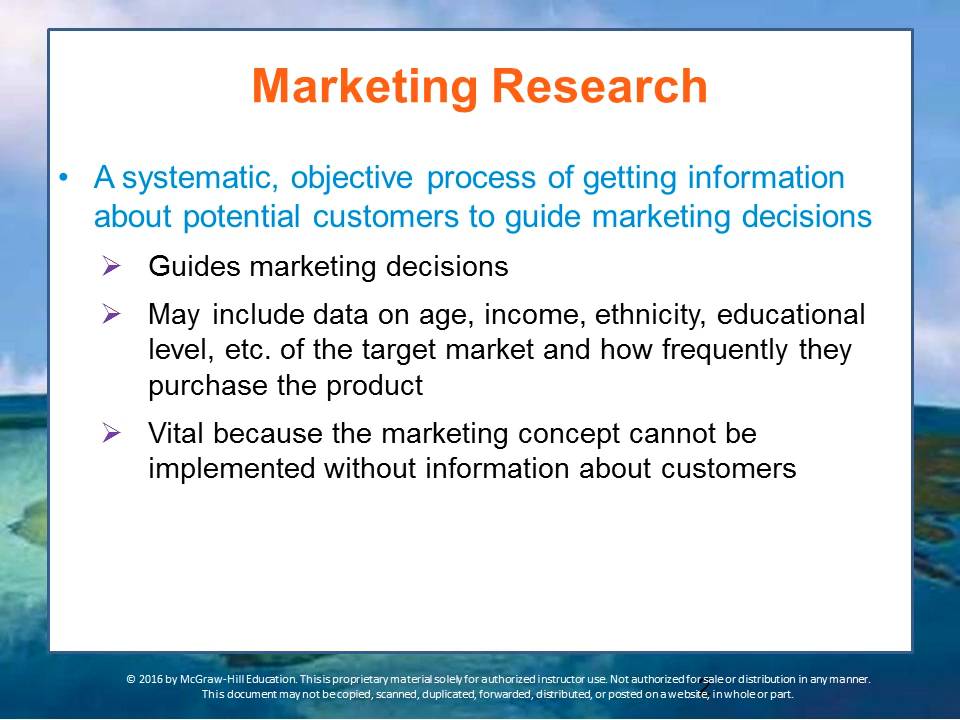 Marketing Research
• A systematic, objective process of getting information
about potential customers to guide marketing decisions
➢ Guides marketing decisions
➢ May include data on age, income, ethnicity, educational
level, etc. of the target market and how frequently they
purchase the product
➢ Vital because the marketing concept cannot be
implemented without information about customers
© 2016 by McGraw-Hill Education. This is proprietary material solely for authorized instructor use. Not authorized for sale or distribution in any manner.
This document may not be copied, scanned, duplicated, forwarded, distributed, or posted on a website, in whole or part.